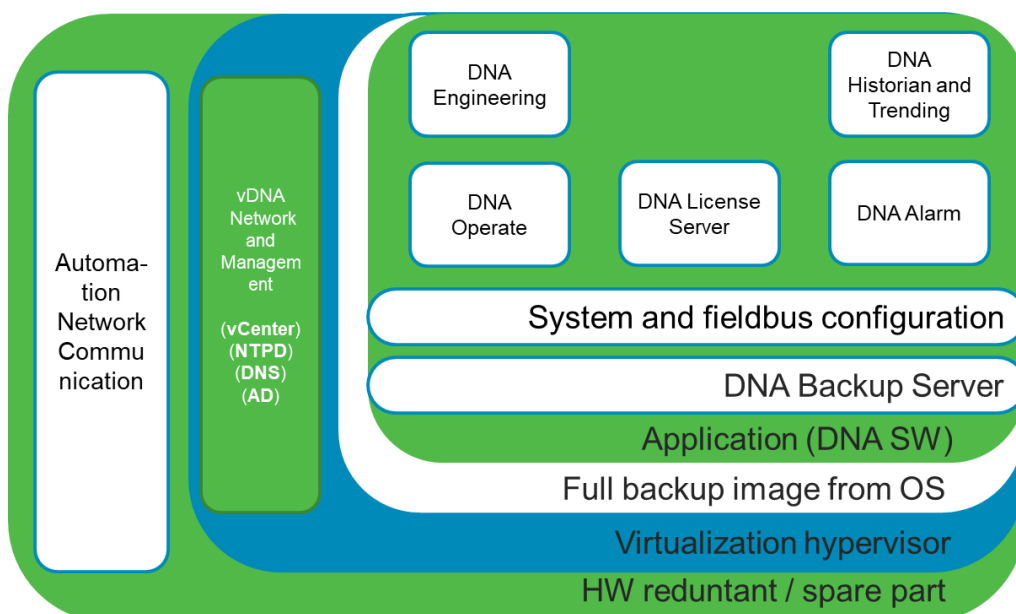 Automa-
tion
Network
Commu
nication
vDNA
Network
and
Managem
ent
(vCenter)
(NTPD)
(DNS)
(AD)
DNA
Engineering
DNA
Historian and
Trending
DNA
Operate
DNA License
Server
DNA Alarm
System and fieldbus configuration
DNA Backup Server
Application (DNA SW)
Full backup image from OS
Virtualization hypervisor
HW reduntant / spare part